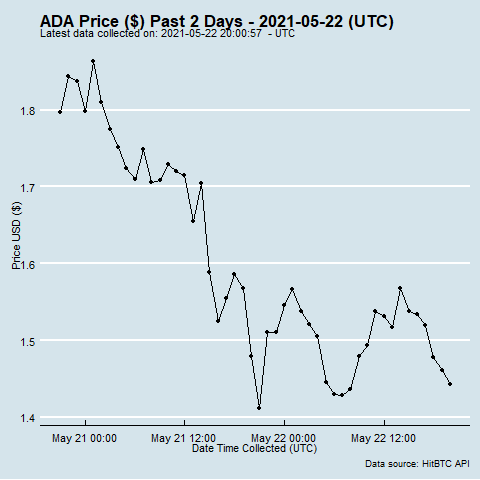 ADA Price ($) Past 2 Days - 2021-05-22 (UTC)
Latest data collected on: 2021-05-22 20:00:57  - UTC
Price USD ($)
1.8
1.7
1.6
1.5
1.4
May 21 00:00 May 21 12:00 May 22 00:00 May 22 12:00
Date Time Collected (UTC)
Data source: HitBTC API